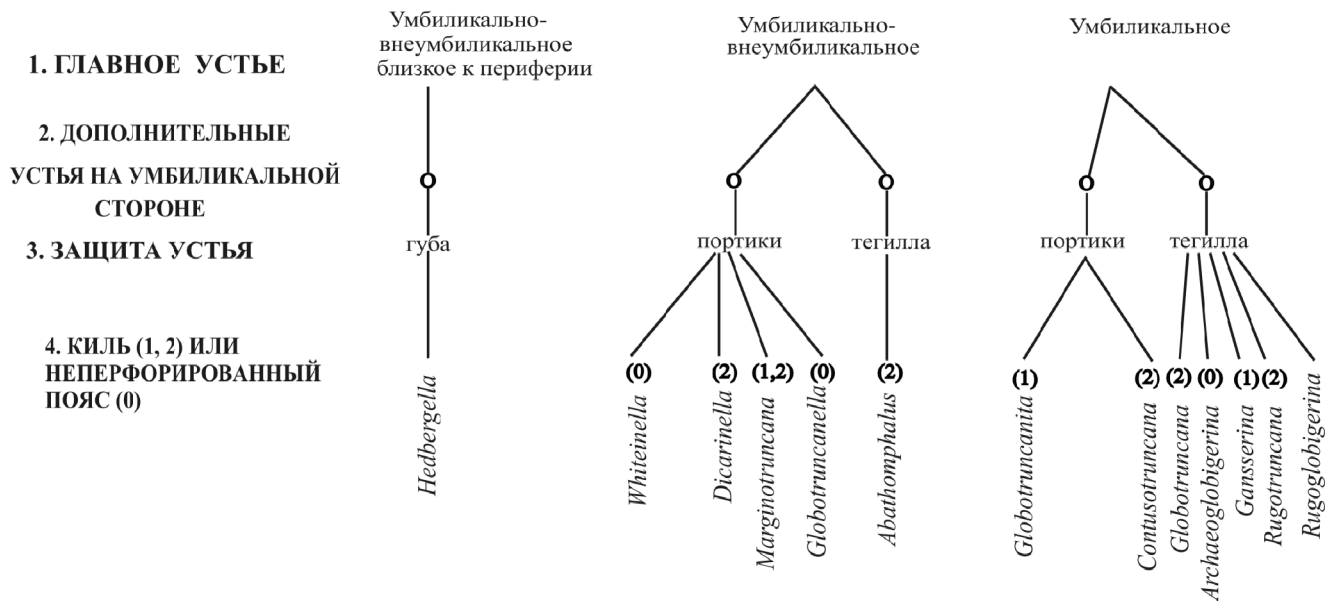 Умбиликально-
внеумбиликальное
близкое к периферии
Умбиликально-
внеумбиликальное
Умбиликальное
1. ГЛАВНОЕ УСТЬЕ
2. ДОПОЛНИТЕЛЬНЫЕ
УСТЬЯ НА УМБИЛИКАЛЬНОЙ
СТОРОНЕ
О О О О О
3. ЗАЩИТА УСТЬЯ
губа портики тегилла портики тегилла
4. КИЛЬ (1, 2) ИЛИ
НЕПЕРФОРИРОВАННЫЙ
ПОЯС (0)
(0) (2) (1,2) (0) (2) (1) (2) (2) (0) (1) (2)
Hedbergella
Whiteinella
Dicarinella
Marginotruncana
Globotruncanella
Abathomphalus
Globotruncanita
Contusotruncana
Globotruncana
Archaeoglobigerina
Gansserina
Rugotruncana
Rugoglobigerina